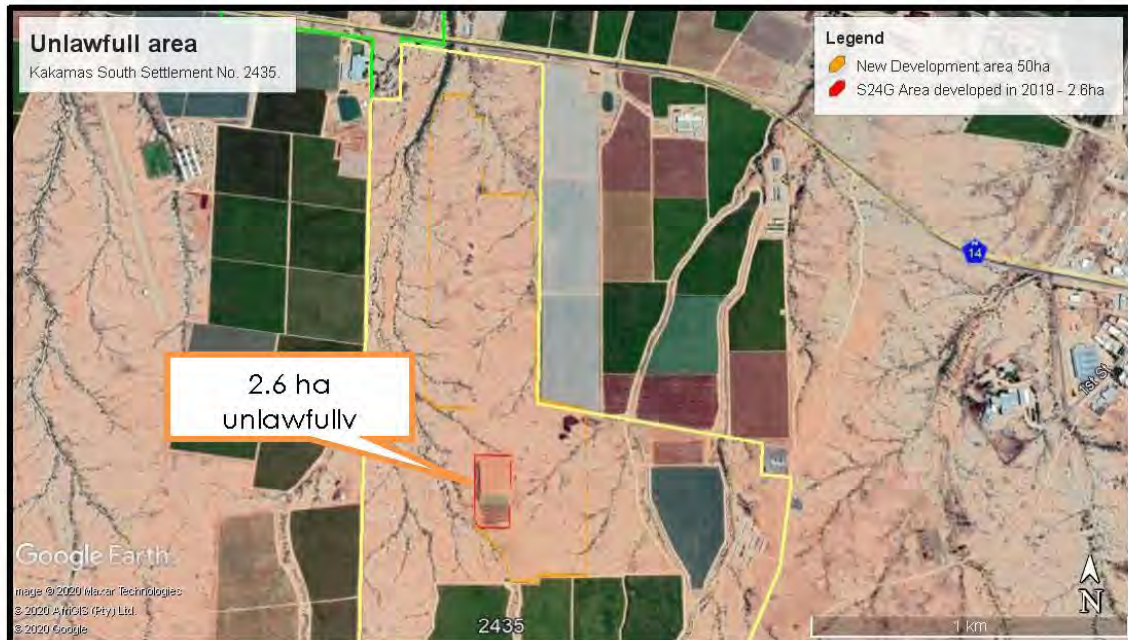 Unlawfull area
Kakamas South Settlement No. 2435.
Legend
New Development area 50ha
S24G Area developed in 2019 - 2.6ha
14
2.6 ha
unlawfully
1st St
Google Earth
Image © 2020 Maxar Technologies
© 2020 AfriGIS (Pty) Ltd.
© 2020 Google
2435
N
1 km